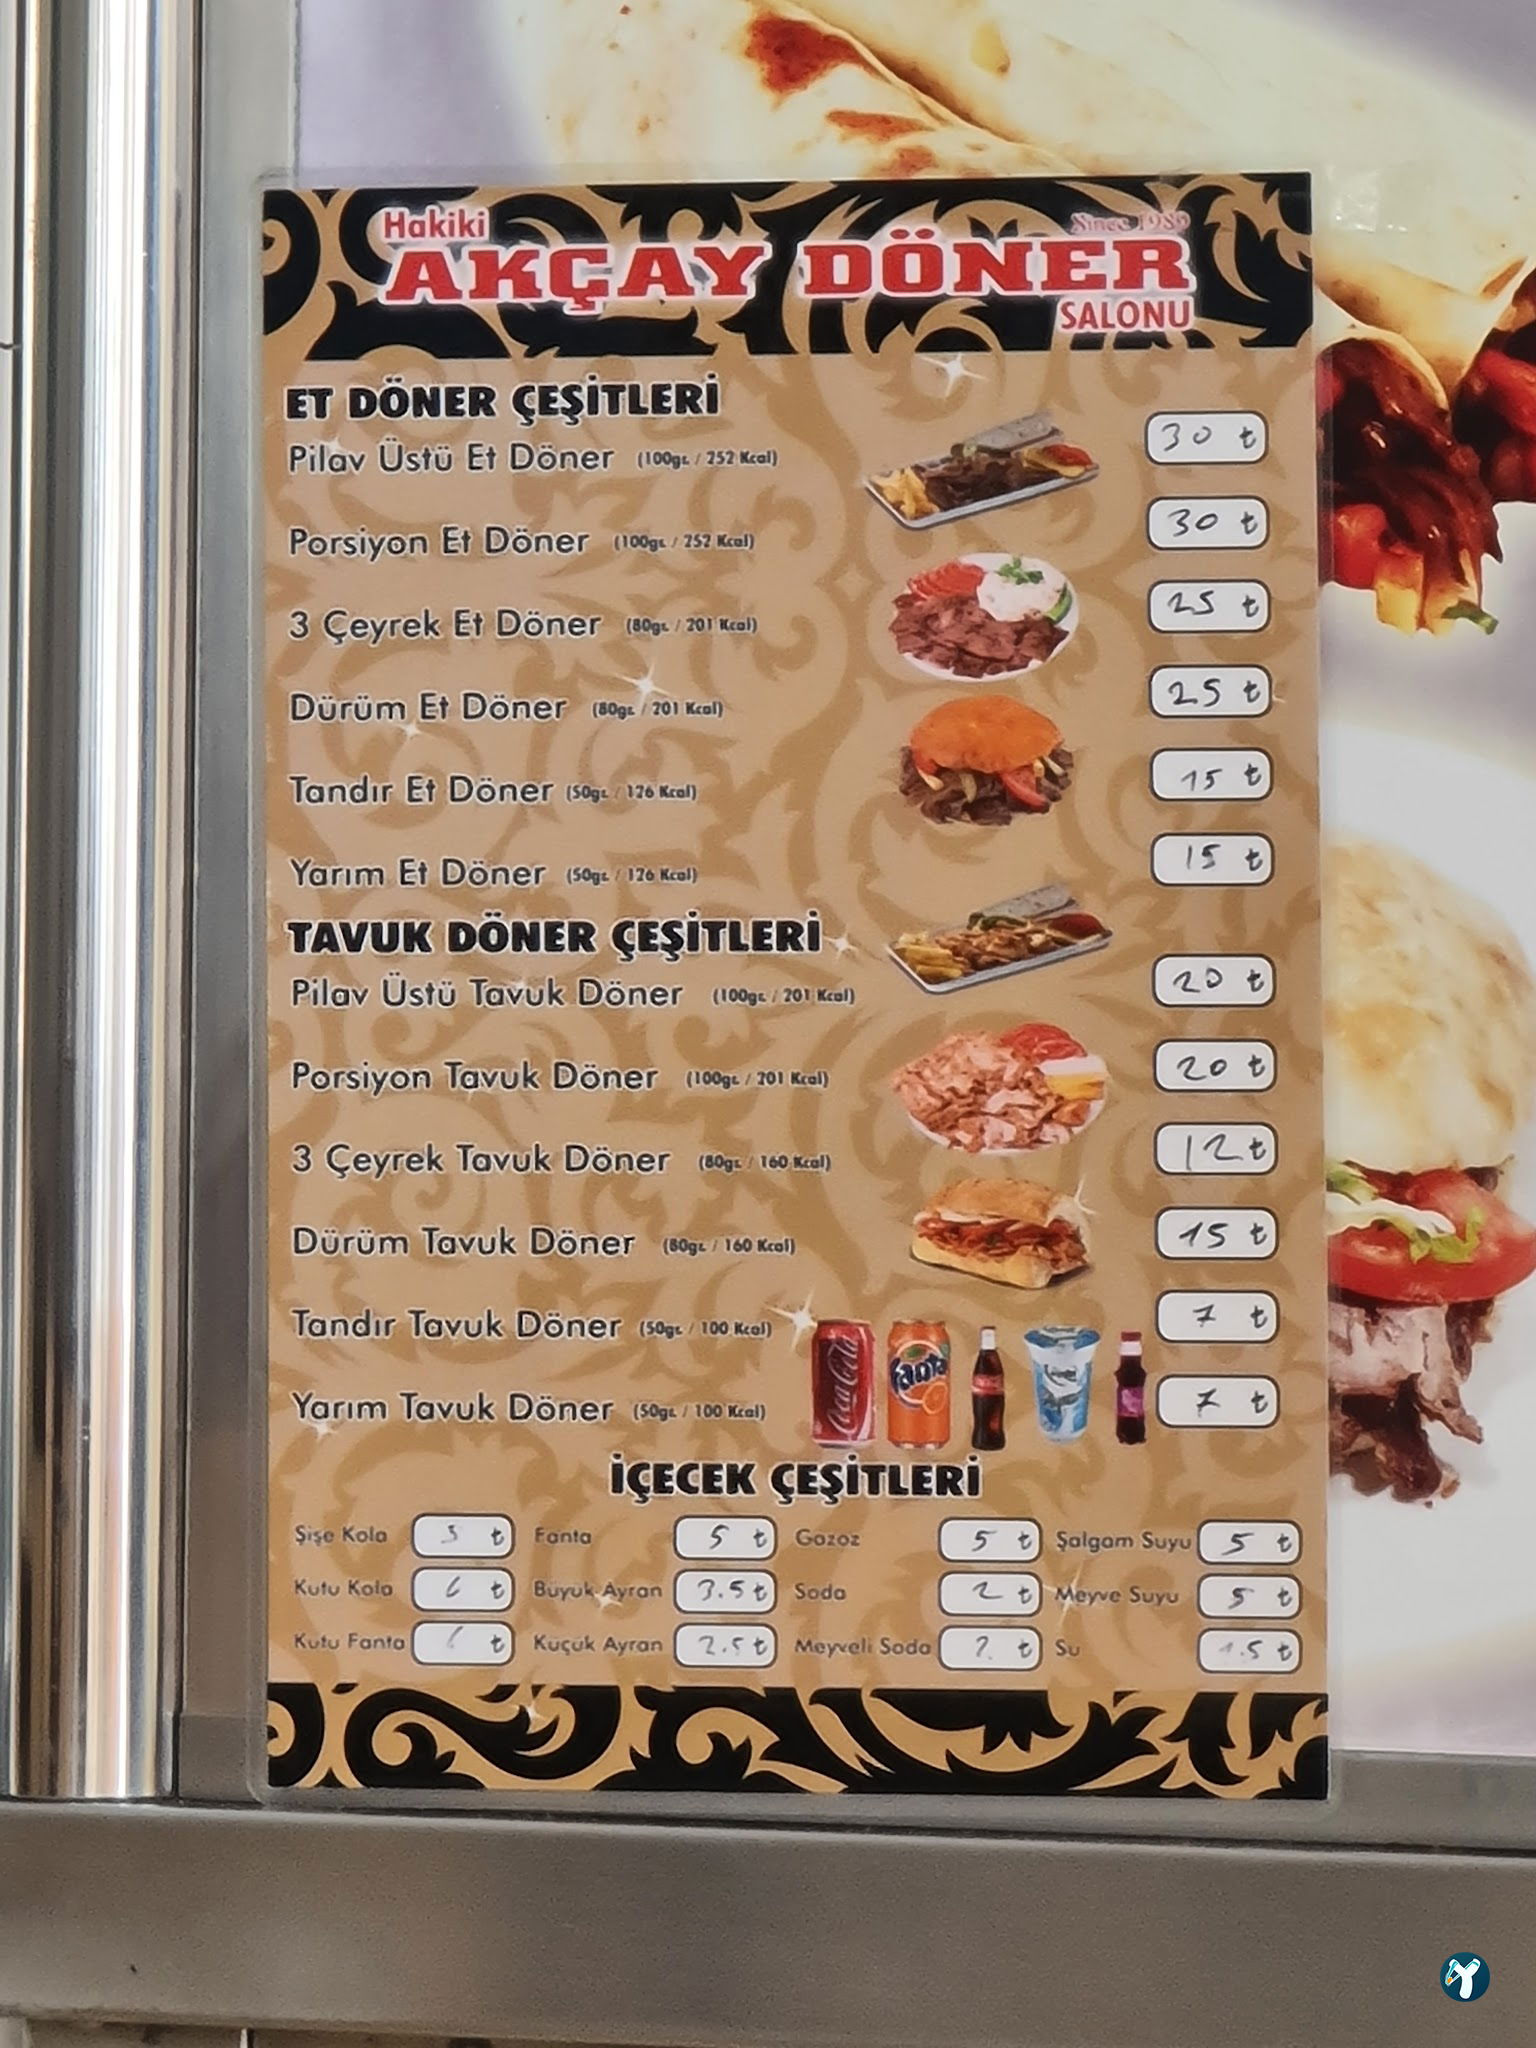 Hakiki
Since 1986
AKÇAY DÖNER
SALONU
ET DÖNER ÇEŞİTLERİ
Pilav Üstü Et Döner (100gr. / 252 Kcal) 30 ₺
Porsiyon Et Döner (100gr. / 252 Kcal) 30 ₺
3 Çeyrek Et Döner (80gr. / 201 Kcal) 25 ₺
Dürüm Et Döner (80gr. / 201 Kcal) 25 ₺
Tandır Et Döner (50gr. / 126 Kcal) 15 ₺
Yarım Et Döner (50gr. / 126 Kcal) 15 ₺
TAVUK DÖNER ÇEŞİTLERİ
Pilav Üstü Tavuk Döner (100gr. / 201 Kcal) 20 ₺
Porsiyon Tavuk Döner (100gr. / 201 Kcal) 20 ₺
3 Çeyrek Tavuk Döner (80gr. / 160 Kcal) 12 ₺
Dürüm Tavuk Döner (80gr. / 160 Kcal) 15 ₺
Tandır Tavuk Döner (50gr. / 100 Kcal) 7 ₺
Yarım Tavuk Döner (50gr. / 100 Kcal) 7 ₺
Coca-Cola
Fanta
İÇECEK ÇEŞİTLERİ
Şişe Kola ₺ Fanta 5 ₺ Gazoz 5 ₺ Şalgam Suyu 5 ₺
Kutu Kola 6 ₺ Büyük Ayran 3.5 ₺ Soda 2 ₺ Meyve Suyu 5 ₺
Kutu Fanta ₺ Küçük Ayran 2.5 ₺ Meyveli Soda ₺ Su 1.5 ₺